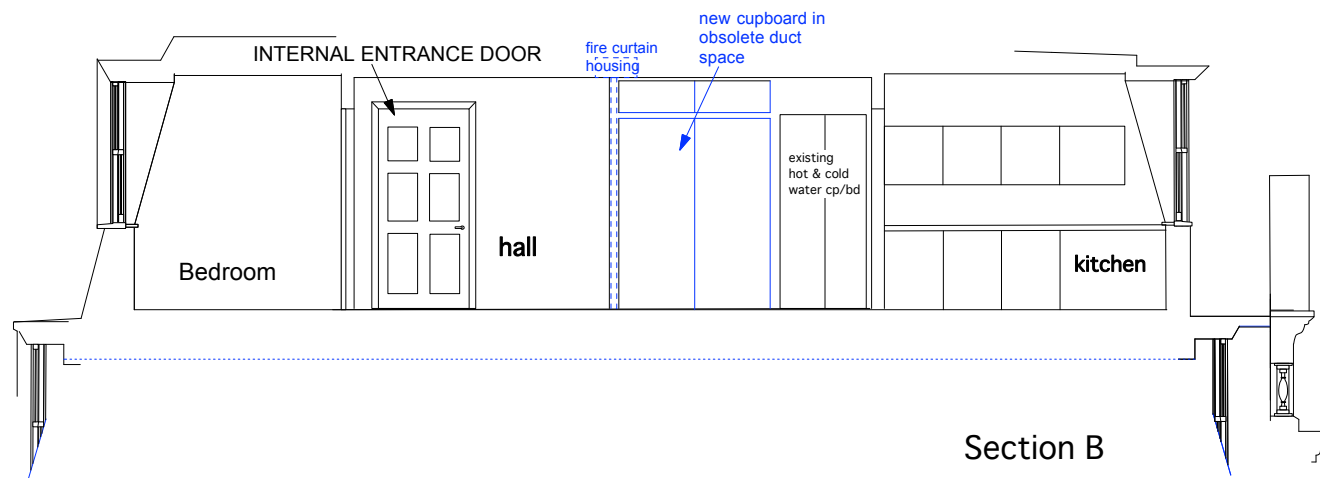 new cupboard in
obsolete duct
space
fire curtain
housing
INTERNAL ENTRANCE DOOR
existing
hot & cold
water cp/bd
hall
kitchen
Bedroom
Section B